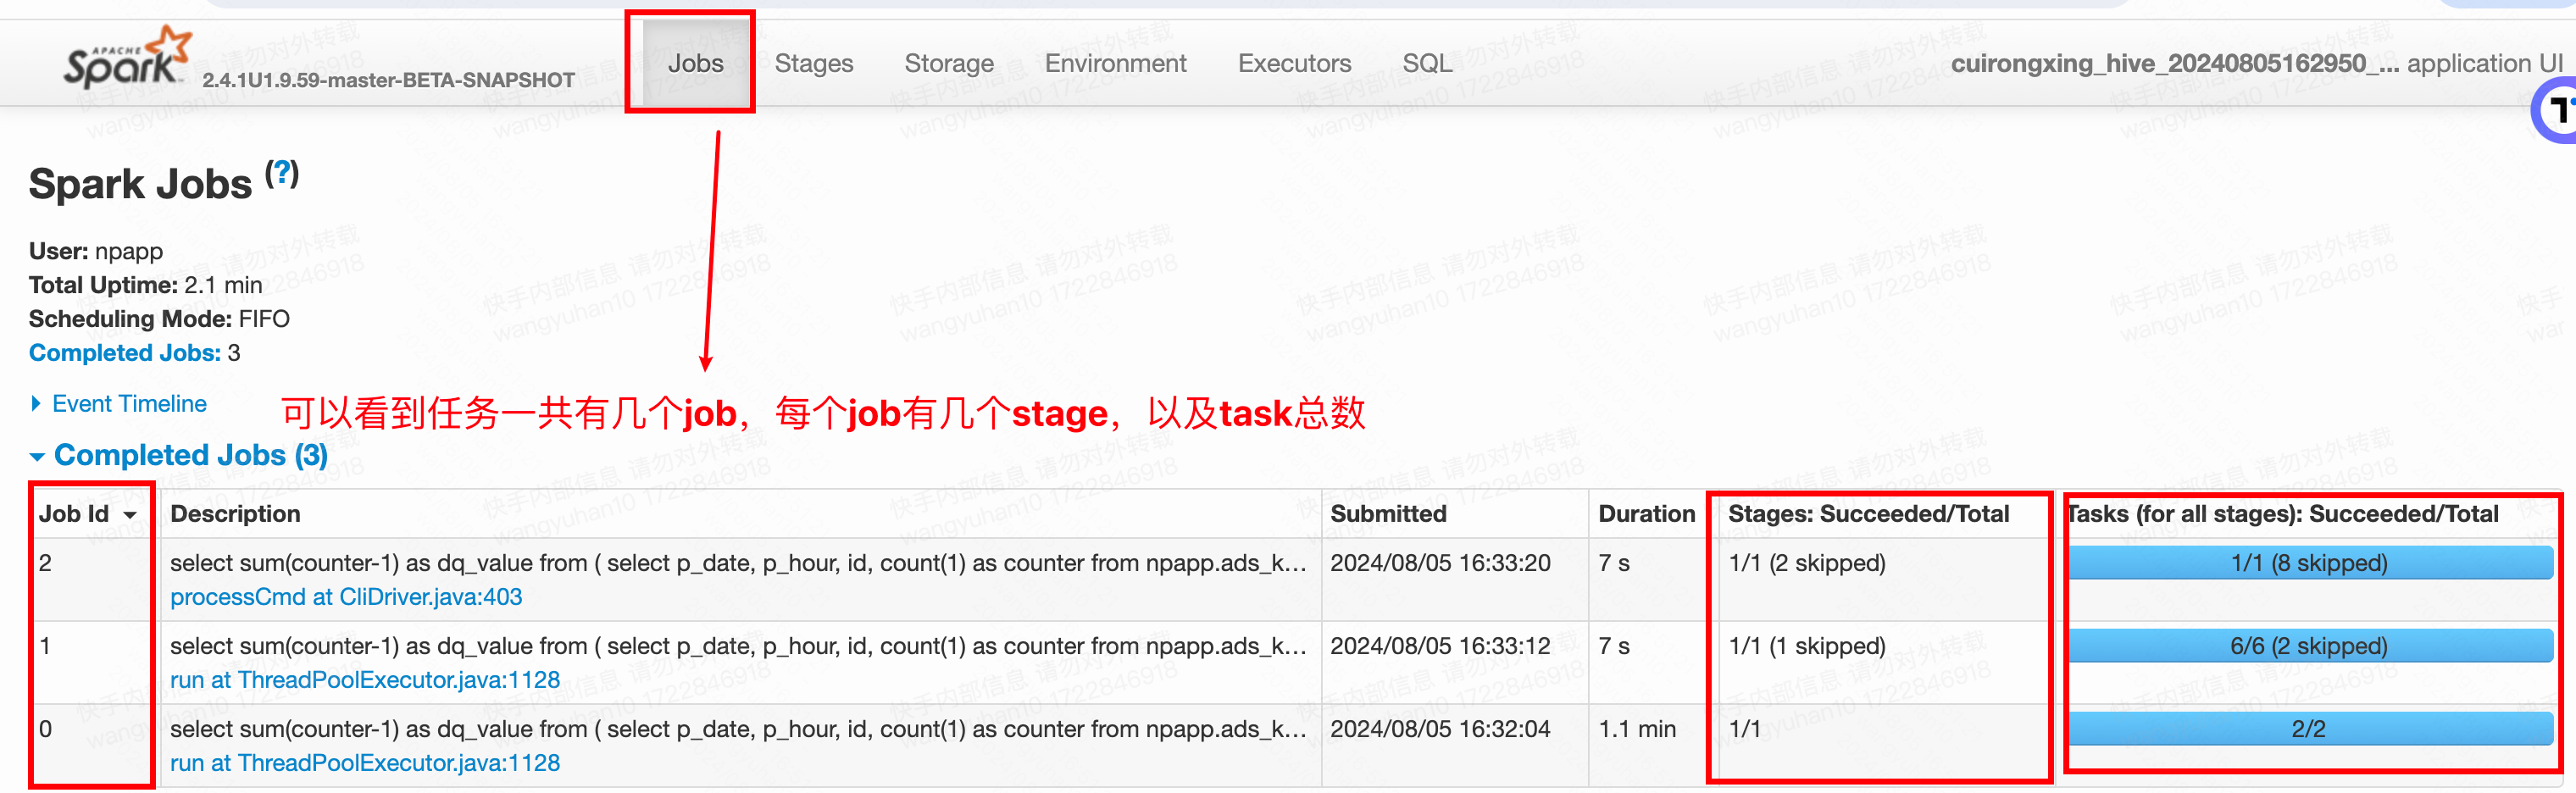 APACHE
Spark 2.4.1U1.9.59-master-BETA-SNAPSHOT
Jobs Stages Storage Environment Executors SQL
cuirongxing_hive_20240805162950_... application UI
Spark Jobs (?)
User: npapp
Total Uptime: 2.1 min
Scheduling Mode: FIFO
Completed Jobs: 3
Event Timeline
可以看到任务一共有几个job，每个job有几个stage，以及task总数
Completed Jobs (3)
Job Id Description Submitted Duration Stages: Succeeded/Total Tasks (for all stages): Succeeded/Total
2 select sum(counter-1) as dq_value from ( select p_date, p_hour, id, count(1) as counter from npapp.ads_k... 2024/08/05 16:33:20 7 s 1/1 (2 skipped) 1/1 (8 skipped)
processCmd at CliDriver.java:403
1 select sum(counter-1) as dq_value from ( select p_date, p_hour, id, count(1) as counter from npapp.ads_k... 2024/08/05 16:33:12 7 s 1/1 (1 skipped) 6/6 (2 skipped)
run at ThreadPoolExecutor.java:1128
0 select sum(counter-1) as dq_value from ( select p_date, p_hour, id, count(1) as counter from npapp.ads_k... 2024/08/05 16:32:04 1.1 min 1/1 2/2
run at ThreadPoolExecutor.java:1128
快手内部信息 请勿对外转载
wangyuhan10 1722846918